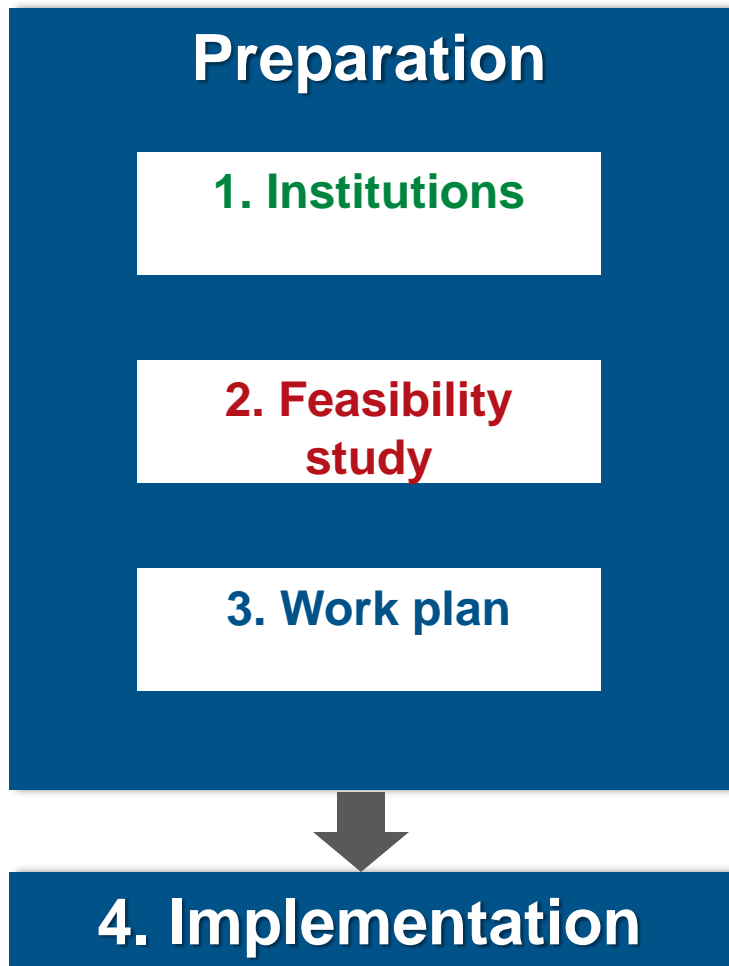 Preparation
1. Institutions
2. Feasibility
study
3. Work plan
4. Implementation